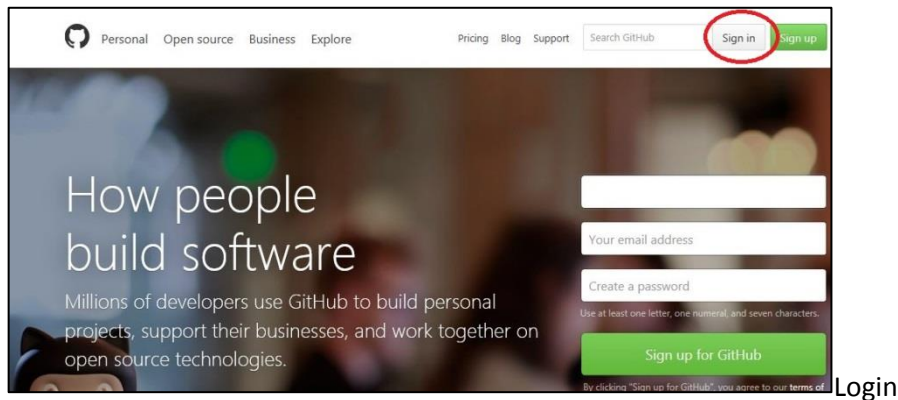 Personal Open source Business Explore Pricing Blog Support Search GitHub Sign in Sign up
How people
build software
Millions of developers use GitHub to build personal
projects, support their businesses, and work together on
open source technologies.
Your email address
Create a password
Use at least one letter, one numeral, and seven characters.
Sign up for GitHub
By clicking "Sign up for GitHub", you agree to our terms of
Login